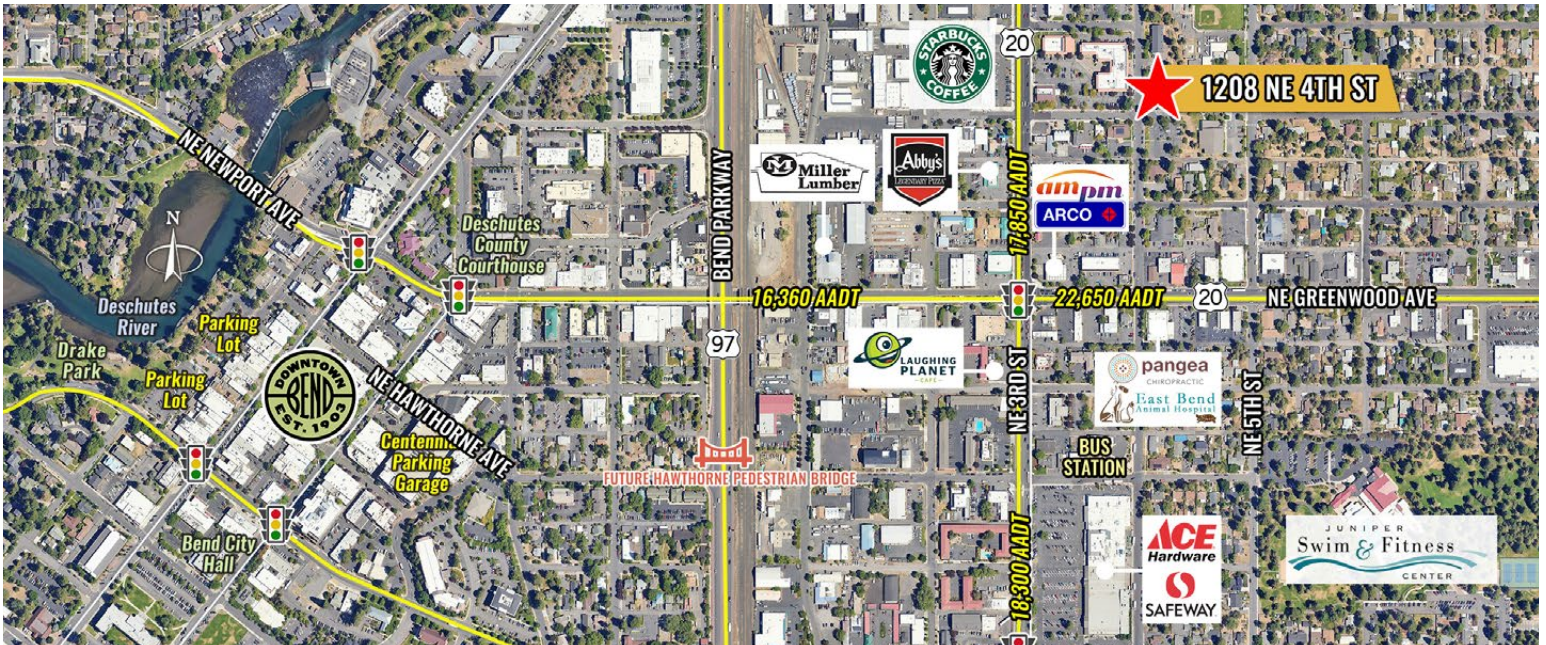 20
STARBUCKS
COFFEE
1208 NE 4TH ST
NE NEWPORT AVE
BEND PARKWAY
Miller
Lumber
Abby's
LEGENDARY PIZZA
17,850 AADT
ampm
ARCO
N
Deschutes
County
Courthouse
Deschutes
River
16,360 AADT
22,650 AADT
20
NE GREENWOOD AVE
Parking
Lot
Drake
Park
Parking
Lot
97
LAUGHING
PLANET
CAFE
NE 3RD ST
pangea
CHIROPRACTIC
East Bend
Animal Hospital
NE 5TH ST
DOWNTOWN
BEND
EST. 1903
NE HAWTHORNE AVE
Centenni
Parking
Garage
BUS
STATION
FUTURE HAWTHORNE PEDESTRIAN BRIDGE
Bend City
Hall
18,300 AADT
ACE
Hardware
SAFEWAY
JUNIPER
Swim & Fitness
CENTER